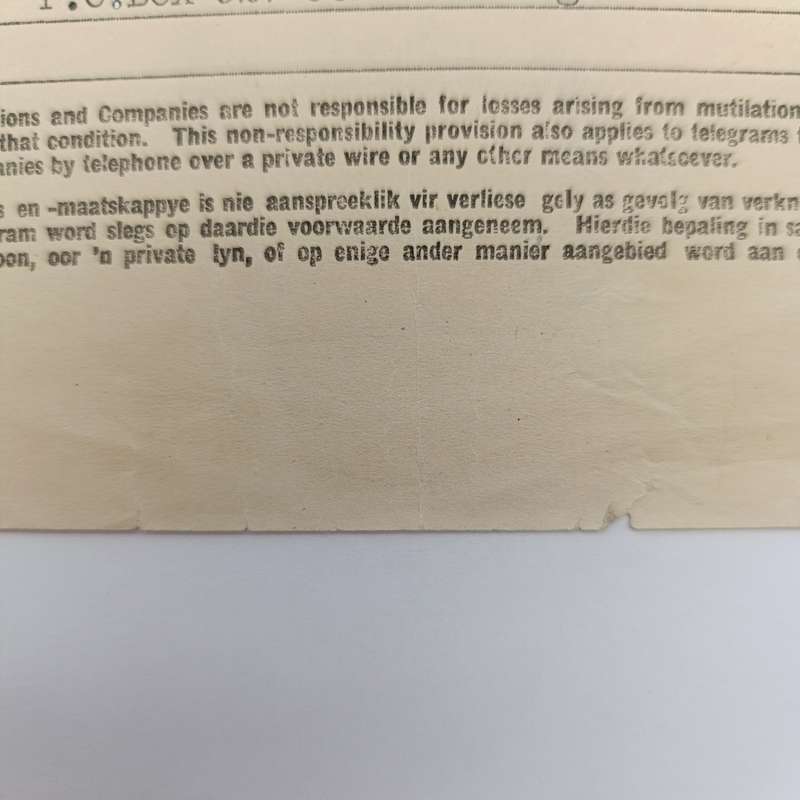 ions and Companies are not responsible for losses arising from mutilation
that condition. This non-responsibility provision also applies to telegrams
anies by telephone over a private wire or any other means whatsoever.
s en -maatskappye is nie aanspreeklik vir verliese gely as gevolg van verkn
ram word slegs op daardie voorwaarde aangeneem. Hierdie bepaling in sa
oon, oor 'n private lyn, of op enige ander manier aangebied word aan